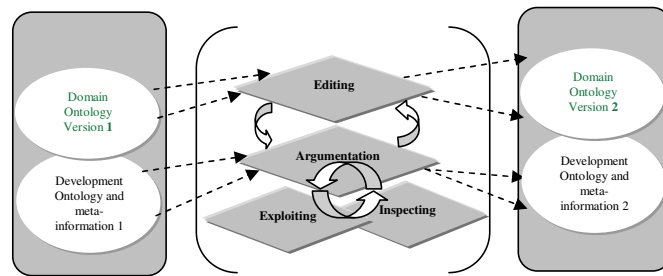 Domain
Ontology
Version 1
Development
Ontology and
meta-
information 1
Editing
Argumentation
Exploiting
Inspecting
Domain
Ontology
Version 2
Development
Ontology and
meta-
information 2